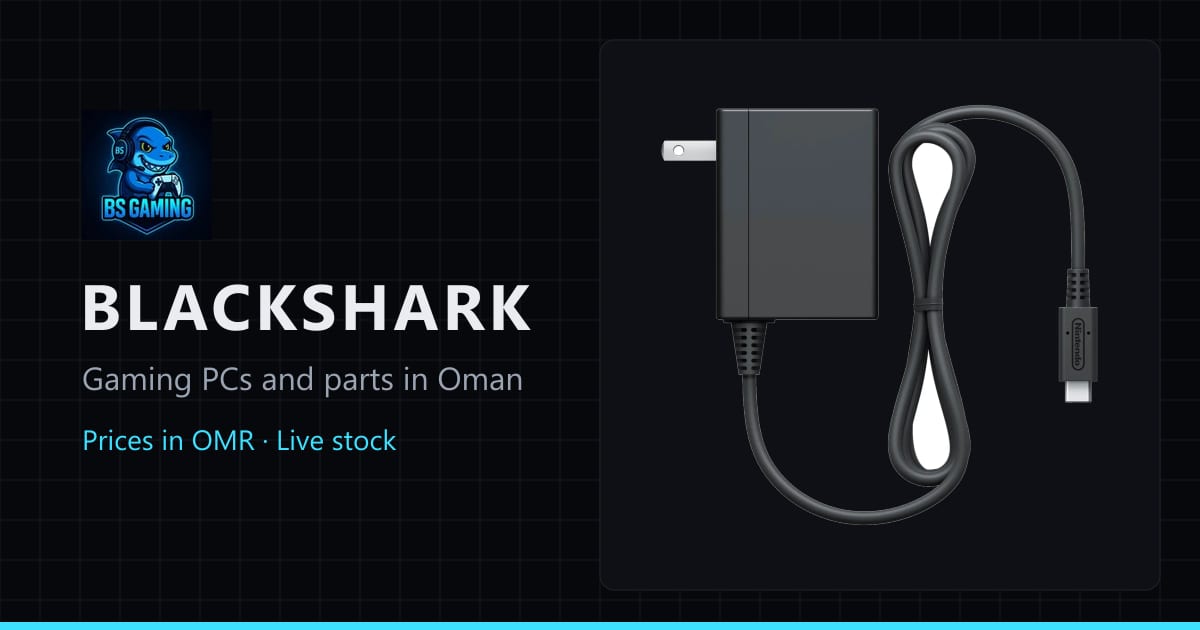 BS
BS GAMING
BLACKSHARK
Gaming PCs and parts in Oman
Prices in OMR · Live stock
Nintendo